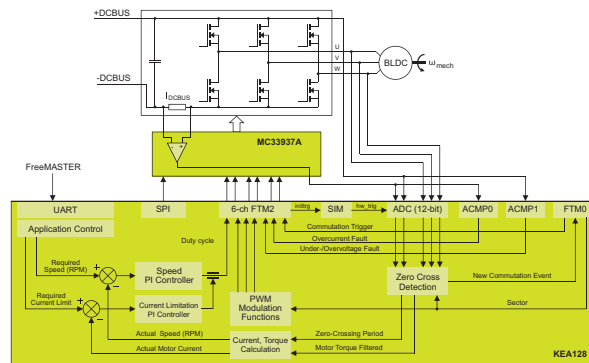 +DCBUS
-DCBUS
IDCBUS
U
V
W
BLDC
ωmech
MC33937A
FreeMASTER
UART
SPI
6-ch FTM2
inittrg
SIM
hw_trig
ADC (12-bit)
ACMP0
ACMP1
FTM0
Application Control
Commutation Trigger
Duty cycle
Overcurrent Fault
Under-/Overvoltage Fault
Required
Speed (RPM)
+
−
Speed
PI Controller
Zero Cross
Detection
New Commutation Event
Required
Current Limit
+
−
Current Limitation
PI Controller
PWM
Modulation
Functions
Sector
Actual Speed (RPM)
Actual Motor Current
Current, Torque
Calculation
Zero-Crossing Period
Motor Torque Filtered
KEA128